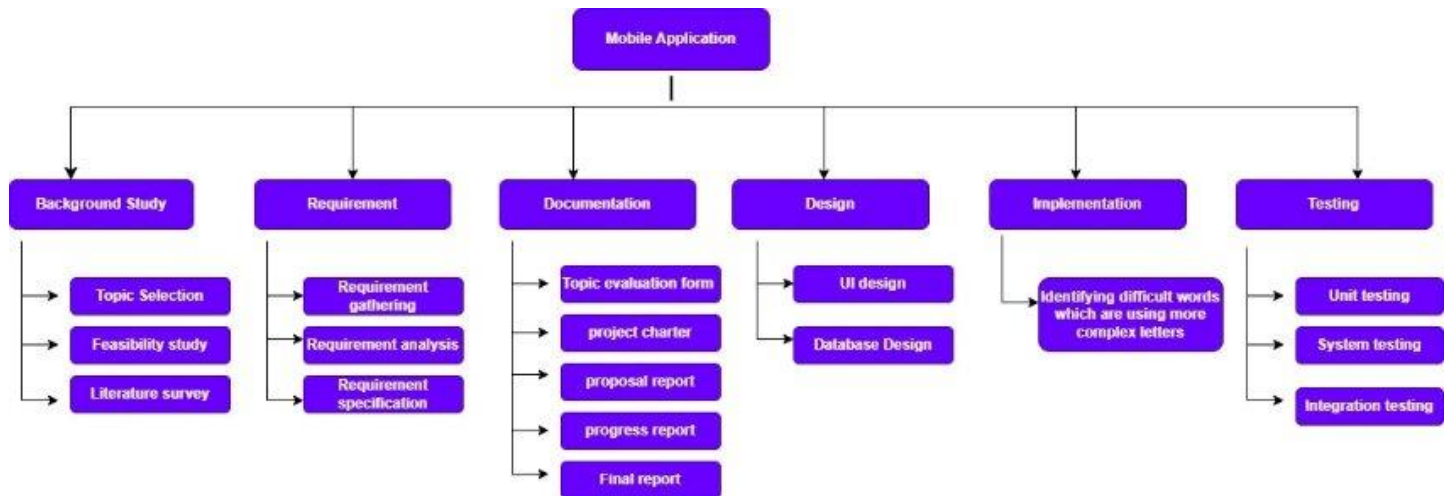 Mobile Application
Background Study
Requirement
Documentation
Design
Implementation
Testing
Topic Selection
Feasibility study
Literature survey
Requirement
gathering
Requirement analysis
Requirement
specification
Topic evaluation form
project charter
proposal report
progress report
Final report
UI design
Database Design
Identifying difficult words
which are using more
complex letters
Unit testing
System testing
Integration testing